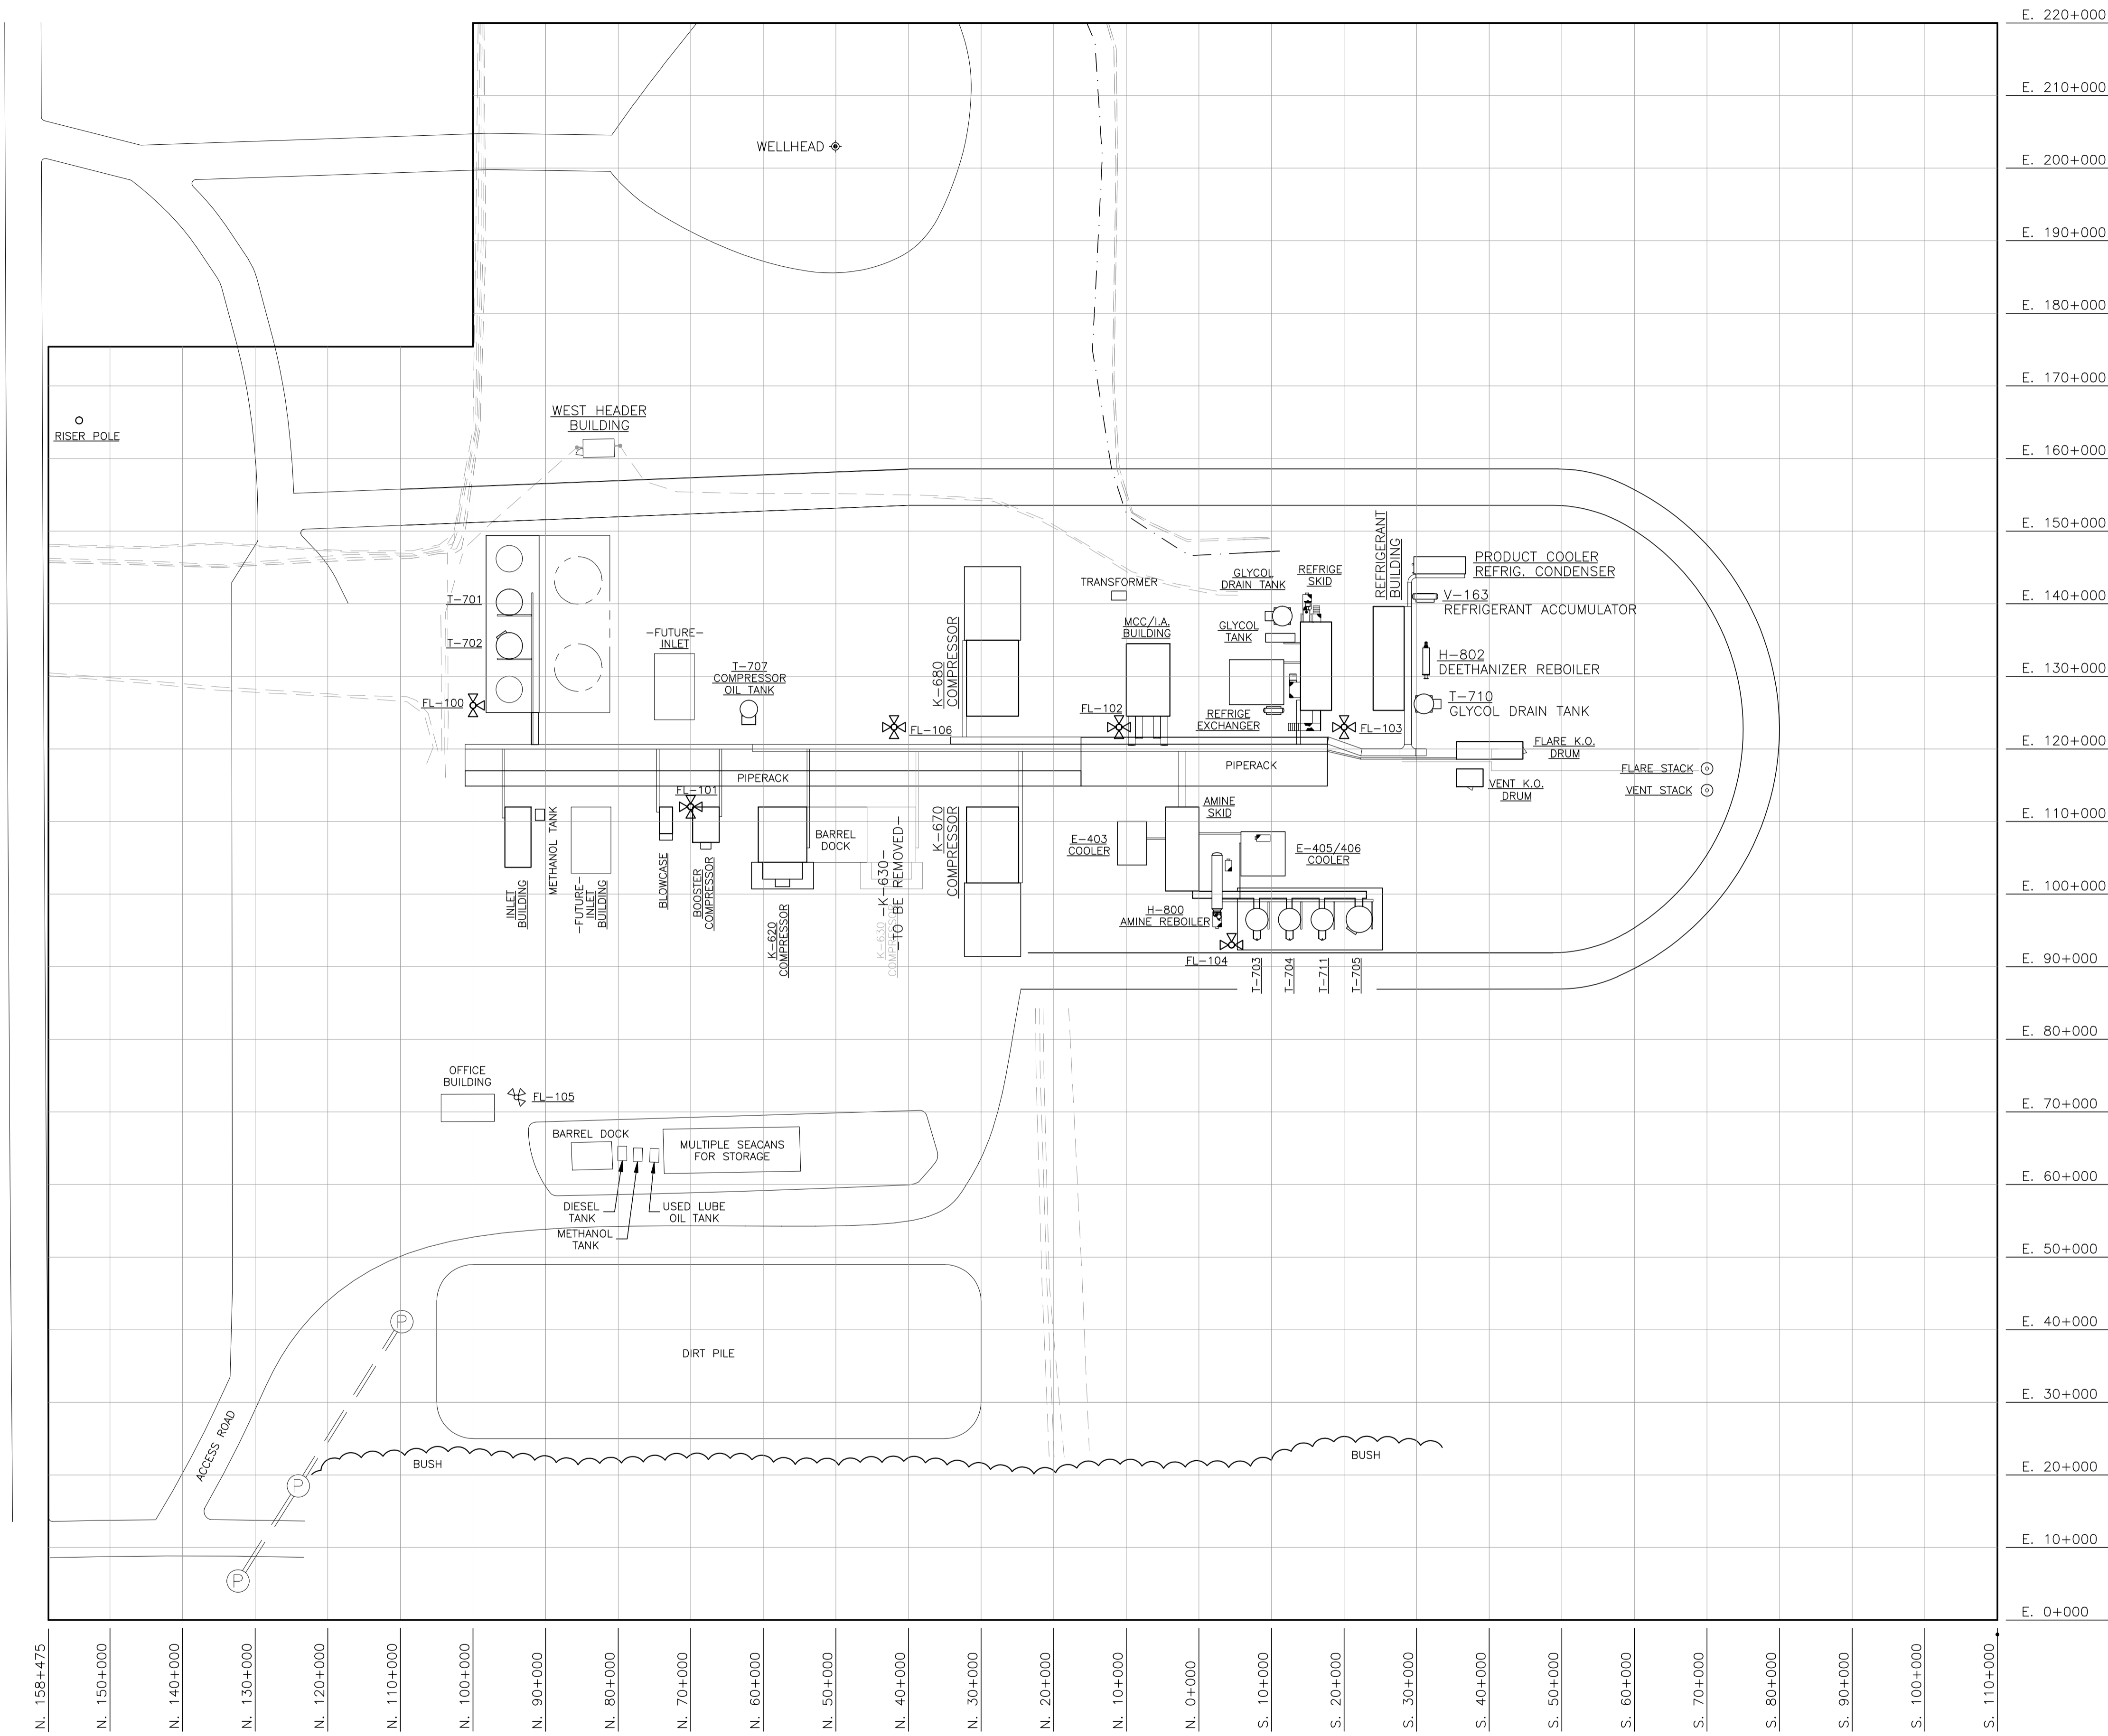 E. 220+000
E. 210+000
WELLHEAD
E. 200+000
E. 190+000
E. 180+000
E. 170+000
WEST HEADER
BUILDING
RISER POLE
E. 160+000
E. 150+000
REFRIGERANT
BUILDING
PRODUCT COOLER
REFRIG. CONDENSER
TRANSFORMER
GLYCOL
DRAIN TANK
REFRIGE
SKID
V-163
REFRIGERANT ACCUMULATOR
T-701
E. 140+000
T-702
-FUTURE-
INLET
K-680
COMPRESSOR
MCC/I.A.
BUILDING
GLYCOL
TANK
H-802
DEETHANIZER REBOILER
T-707
COMPRESSOR
OIL TANK
E. 130+000
FL-100
FL-102
REFRIGE
EXCHANGER
T-710
GLYCOL DRAIN TANK
FL-106
FL-103
FLARE K.O.
DRUM
E. 120+000
PIPERACK
PIPERACK
FLARE STACK
VENT K.O.
DRUM
VENT STACK
FL-101
INLET
BUILDING
METHANOL TANK
-FUTURE-
INLET
BUILDING
BLOWCASE
BOOSTER
COMPRESSOR
K-620
COMPRESSOR
BARREL
DOCK
K-630
COMPRESSOR
-K-630-
-TO BE REMOVED-
K-670
COMPRESSOR
AMINE
SKID
E-403
COOLER
E-405/406
COOLER
E. 110+000
H-800
AMINE REBOILER
E. 100+000
FL-104
T-703
T-704
T-711
T-705
E. 90+000
E. 80+000
OFFICE
BUILDING
FL-105
E. 70+000
BARREL DOCK
MULTIPLE SEACANS
FOR STORAGE
E. 60+000
DIESEL
TANK
USED LUBE
OIL TANK
METHANOL
TANK
E. 50+000
P
E. 40+000
DIRT PILE
E. 30+000
ACCESS ROAD
BUSH
BUSH
P
E. 20+000
E. 10+000
P
E. 0+000
N. 158+475
N. 150+000
N. 140+000
N. 130+000
N. 120+000
N. 110+000
N. 100+000
N. 90+000
N. 80+000
N. 70+000
N. 60+000
N. 50+000
N. 40+000
N. 30+000
N. 20+000
N. 10+000
N. 0+000
S. 10+000
S. 20+000
S. 30+000
S. 40+000
S. 50+000
S. 60+000
S. 70+000
S. 80+000
S. 90+000
S. 100+000
S. 110+000